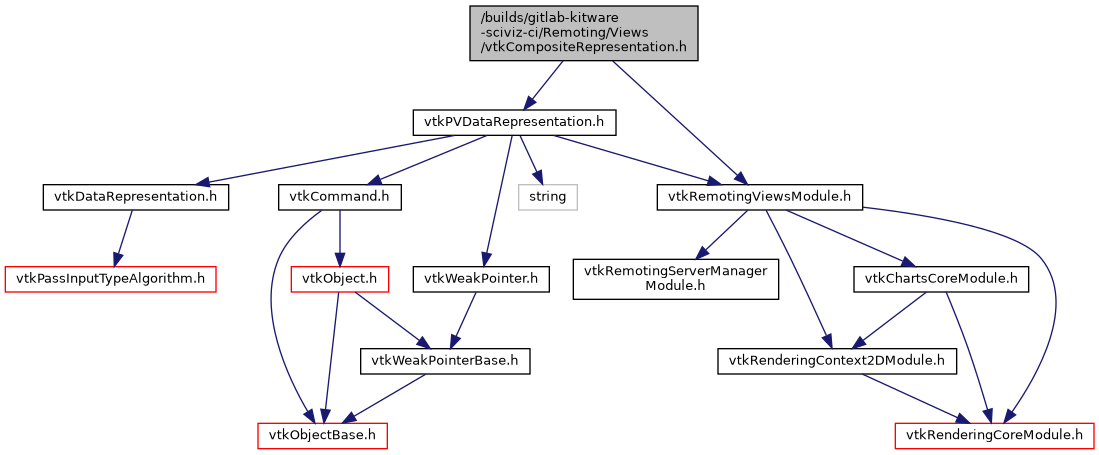 /builds/gitlab-kitware
-sciviz-ci/Remoting/Views
/vtkCompositeRepresentation.h
vtkPVDataRepresentation.h
vtkDataRepresentation.h
vtkCommand.h
string
vtkRemotingViewsModule.h
vtkPassInputTypeAlgorithm.h
vtkObject.h
vtkWeakPointer.h
vtkRemotingServerManager
Module.h
vtkChartsCoreModule.h
vtkWeakPointerBase.h
vtkRenderingContext2DModule.h
vtkObjectBase.h
vtkRenderingCoreModule.h